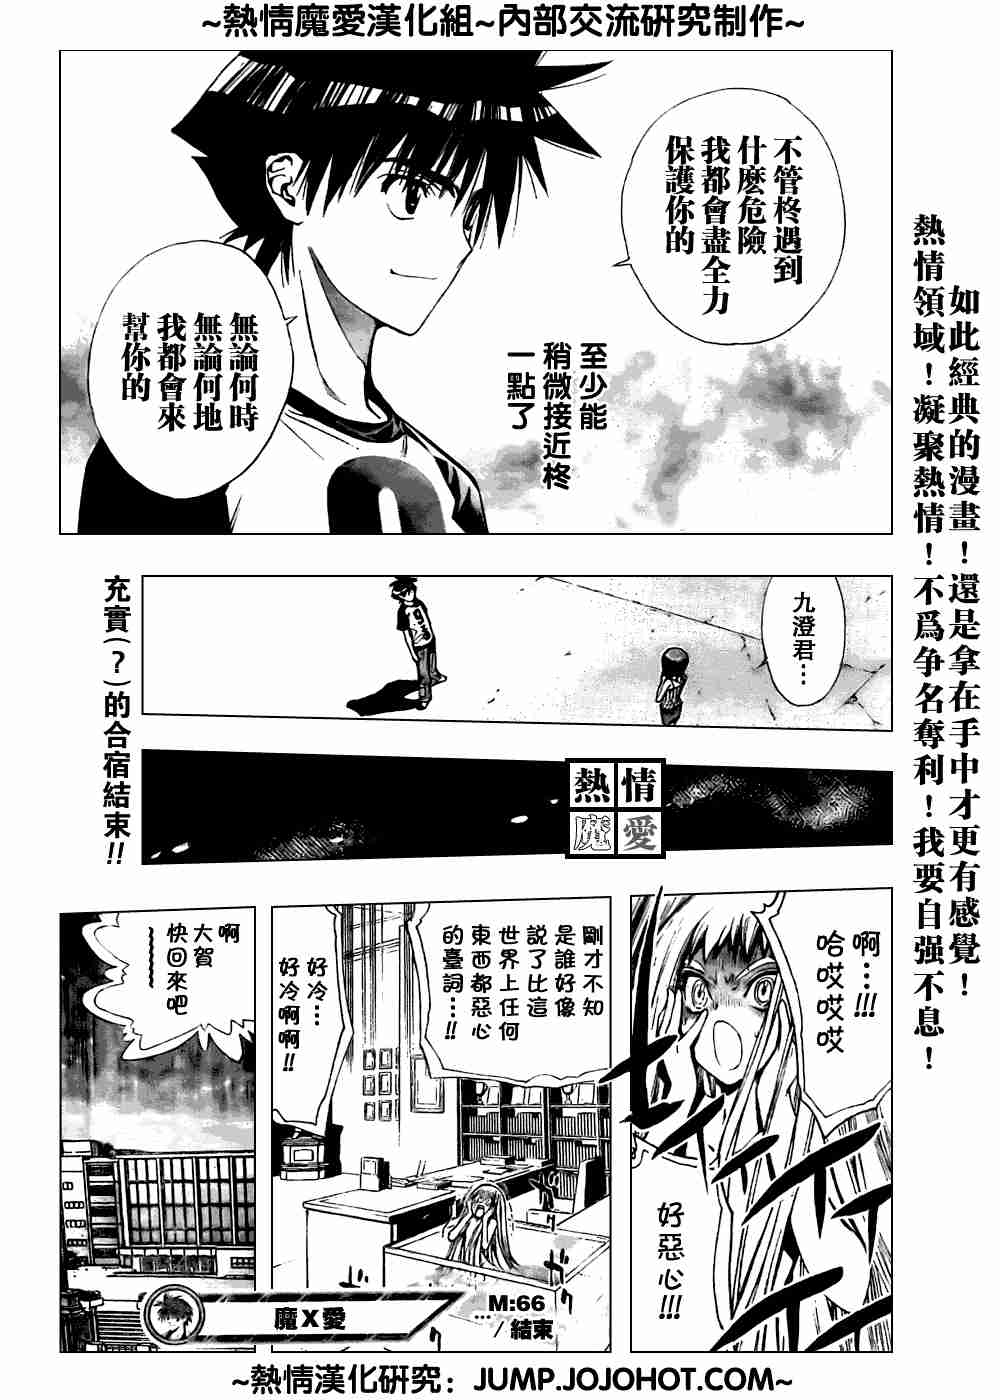 ~熱情魔愛漢化組~內部交流研究制作~
不管柊遇到
什麽危險
我都會盡全力
保護你的
至少能
稍微接近柊
一點了
無論何時
無論何地
我都會來
幫你的
如此經典的漫畫！還是拿在手中才更有感覺！
熱情領域！凝聚熱情！不爲争名奪利！我要自强不息！
九澄君…
充實(？)的合宿結束!!
熱情
魔愛
啊…!!!
哈哎哎哎
好惡心!!!
剛才不知
是誰好像
説了比這
世界上任何
東西都惡心
的臺詞…!!
好冷…
好冷啊啊!!
啊
大賀
快回來吧
魔X愛
M:66
…/結束
~熱情漢化研究：JUMP.JOJOHOT.COM~